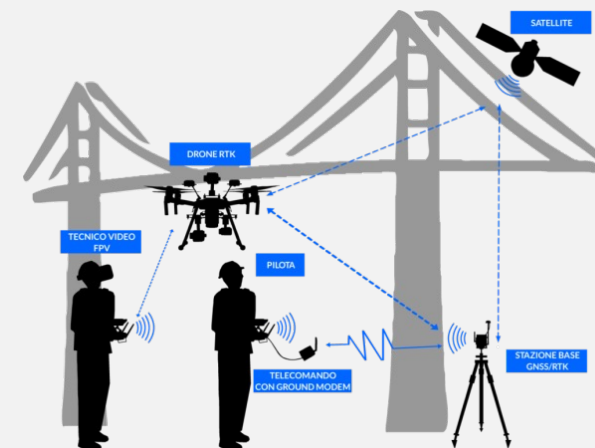 SATELLITE
DRONE RTK
TECNICO VIDEO
FPV
PILOTA
STAZIONE BASE
GNSS/RTK
TELECOMANDO
CON GROUND MODEM